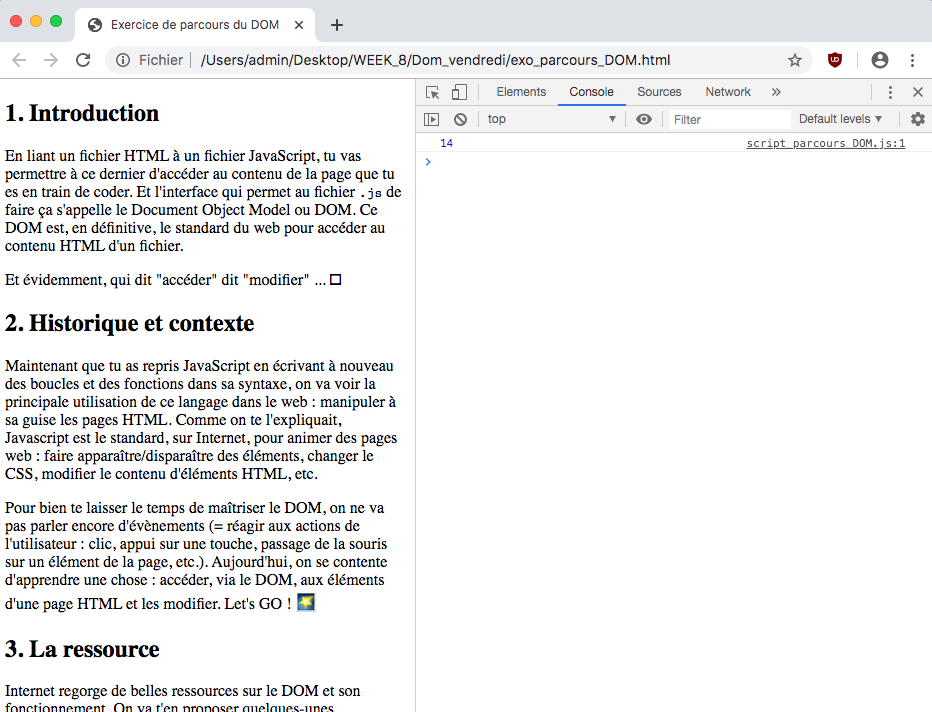 Exercice de parcours du DOM
Fichier
/Users/admin/Desktop/WEEK_8/Dom_vendredi/exo_parcours_DOM.html
1. Introduction
En liant un fichier HTML à un fichier JavaScript, tu vas
permettre à ce dernier d'accéder au contenu de la page que tu
es en train de coder. Et l'interface qui permet au fichier .js de
faire ça s'appelle le Document Object Model ou DOM. Ce
DOM est, en définitive, le standard du web pour accéder au
contenu HTML d'un fichier.
Et évidemment, qui dit "accéder" dit "modifier" ...
2. Historique et contexte
Maintenant que tu as repris JavaScript en écrivant à nouveau
des boucles et des fonctions dans sa syntaxe, on va voir la
principale utilisation de ce langage dans le web : manipuler à
sa guise les pages HTML. Comme on te l'expliquait,
Javascript est le standard, sur Internet, pour animer des pages
web : faire apparaître/disparaître des éléments, changer le
CSS, modifier le contenu d'éléments HTML, etc.
Pour bien te laisser le temps de maîtriser le DOM, on ne va
pas parler encore d'évènements (= réagir aux actions de
l'utilisateur : clic, appui sur une touche, passage de la souris
sur un élément de la page, etc.). Aujourd'hui, on se contente
d'apprendre une chose : accéder, via le DOM, aux éléments
d'une page HTML et les modifier. Let's GO !
3. La ressource
Internet regorge de belles ressources sur le DOM et son
fonctionnement. On va t'en proposer quelques-unes
Elements Console Sources Network »
top Filter Default levels ▼
14 script_parcours_DOM.js:1